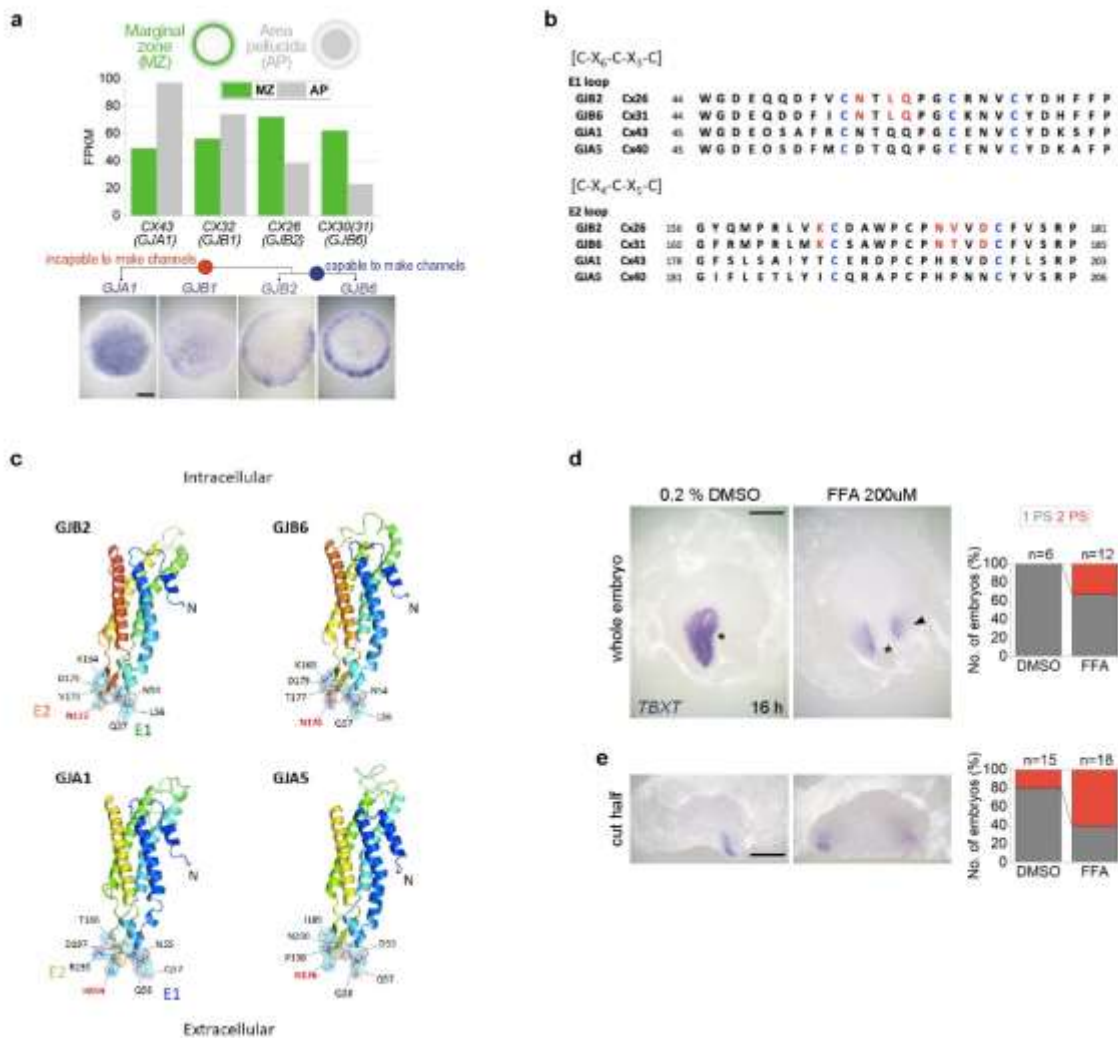 a
Marginal zone (MZ)
Area pellucida (AP)
MZ AP
FPKM
100
80
60
40
20
0
CX43 (GJA1)
CX32 (GJB1)
CX26 (GJB2)
CX30(31) (GJB6)
incapable to make channels
capable to make channels
GJA1 GJB1 GJB2 GJB6
b
[C-X6-C-X3-C]
E1 loop
GJB2 Cx26 44 W G D E Q Q D F V C N T L Q P G C R N V C Y D H F F P
GJB6 Cx31 44 W G D E Q D D F I C N T L Q P G C K N V C Y D H F F P
GJA1 Cx43 45 W G D E Q S A F R C N T Q Q P G C E N V C Y D K S F P
GJA5 Cx40 45 W G D E O S D F M C D T Q Q P G C E N V C Y D K A F P
[C-X4-C-X5-C]
E2 loop
GJB2 Cx26 156 G Y Q M P R L V K C D A W P C P N V V D C F V S R P 181
GJB6 Cx31 160 G F R M P R L M K C S A W P C P N T V D C F V S R P 185
GJA1 Cx43 178 G F S L S A I Y T C E R D P C P H R V D C F L S R P 203
GJA5 Cx40 181 G I F L E T L Y I C Q R A P C P H P N N C Y V S R P 206
c
Intracellular
GJB2
GJB6
N
N
D179
T177
N54
N176
Q57
E2
E1
GJA1
GJA5
N
N
E2
E1
Extracellular
d
0.2 % DMSO
FFA 200uM
whole embryo
TBXT
16 h
1 PS 2 PS
n=6 n=12
No. of embryos (%)
100
80
60
40
20
0
DMSO FFA
e
cut half
n=15 n=18
No. of embryos (%)
100
80
60
40
20
0
DMSO FFA